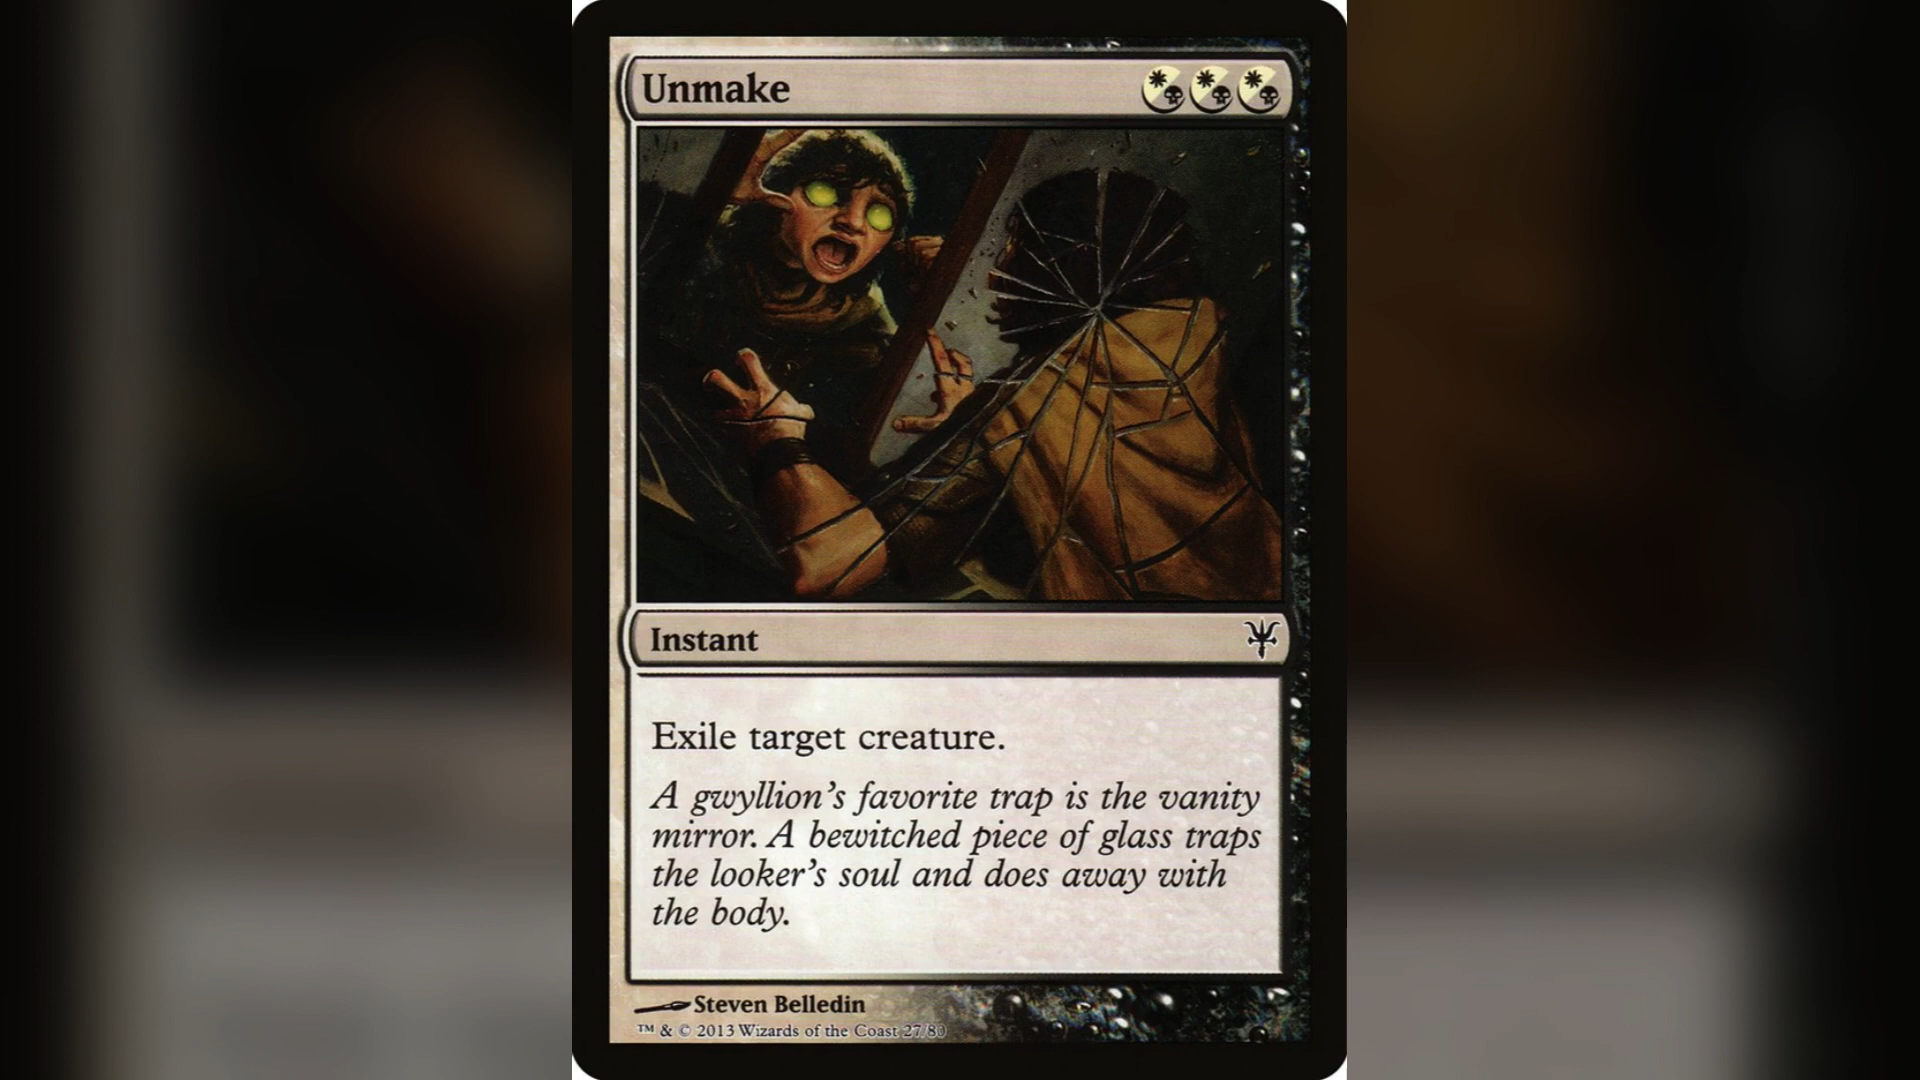 Unmake
Instant
Exile target creature.
A gwyllion's favorite trap is the vanity
mirror. A bewitched piece of glass traps
the looker's soul and does away with
the body.
Steven Belledin
™ & © 2013 Wizards of the Coast 27/80